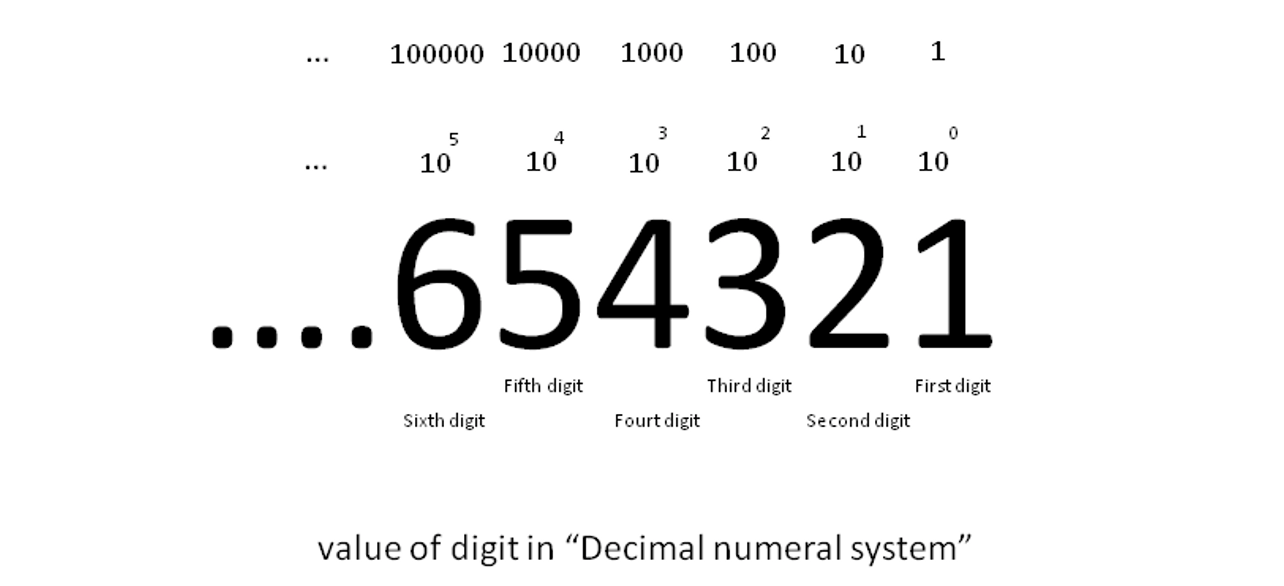 ... 100000 10000 1000 100 10 1
... 10⁵ 10⁴ 10³ 10² 10¹ 10⁰
....654321
Fifth digit Third digit First digit
Sixth digit Fourt digit Second digit
value of digit in “Decimal numeral system”